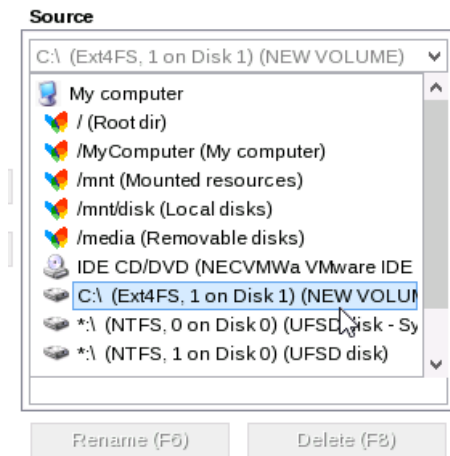 Source
C:\ (Ext4FS, 1 on Disk 1) (NEW VOLUME)
My computer
/ (Root dir)
/MyComputer (My computer)
/mnt (Mounted resources)
/mnt/disk (Local disks)
/media (Removable disks)
IDE CD/DVD (NECVMWa VMware IDE
C:\ (Ext4FS, 1 on Disk 1) (NEW VOLUM
*:\ (NTFS, 0 on Disk 0) (UFSD disk - Sy
*:\ (NTFS, 1 on Disk 0) (UFSD disk)
Rename (F6) Delete (F8)